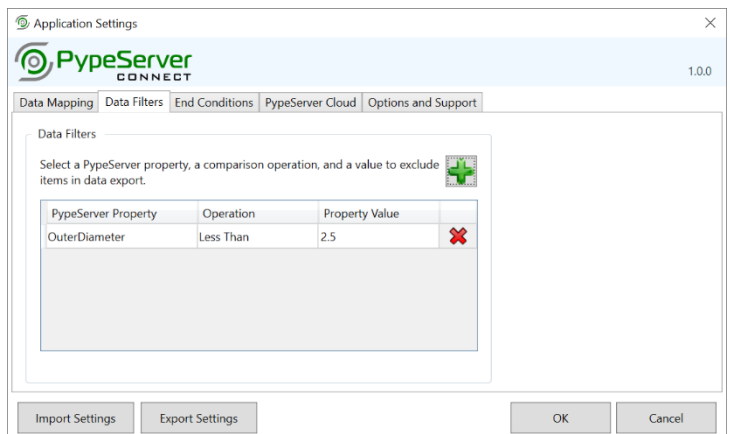 Application Settings
PypeServer
CONNECT
1.0.0
Data Mapping Data Filters End Conditions PypeServer Cloud Options and Support
Data Filters
Select a PypeServer property, a comparison operation, and a value to exclude
items in data export.
PypeServer Property Operation Property Value
OuterDiameter Less Than 2.5
Import Settings Export Settings OK Cancel